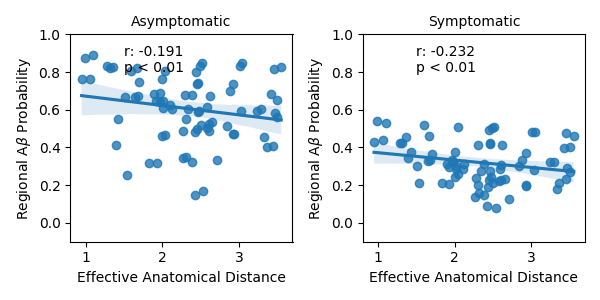 Asymptomatic
r: -0.191
p < 0.01
Regional Aβ Probability
1.0
0.8
0.6
0.4
0.2
0.0
1 2 3
Effective Anatomical Distance
Symptomatic
r: -0.232
p < 0.01
Regional Aβ Probability
1.0
0.8
0.6
0.4
0.2
0.0
1 2 3
Effective Anatomical Distance